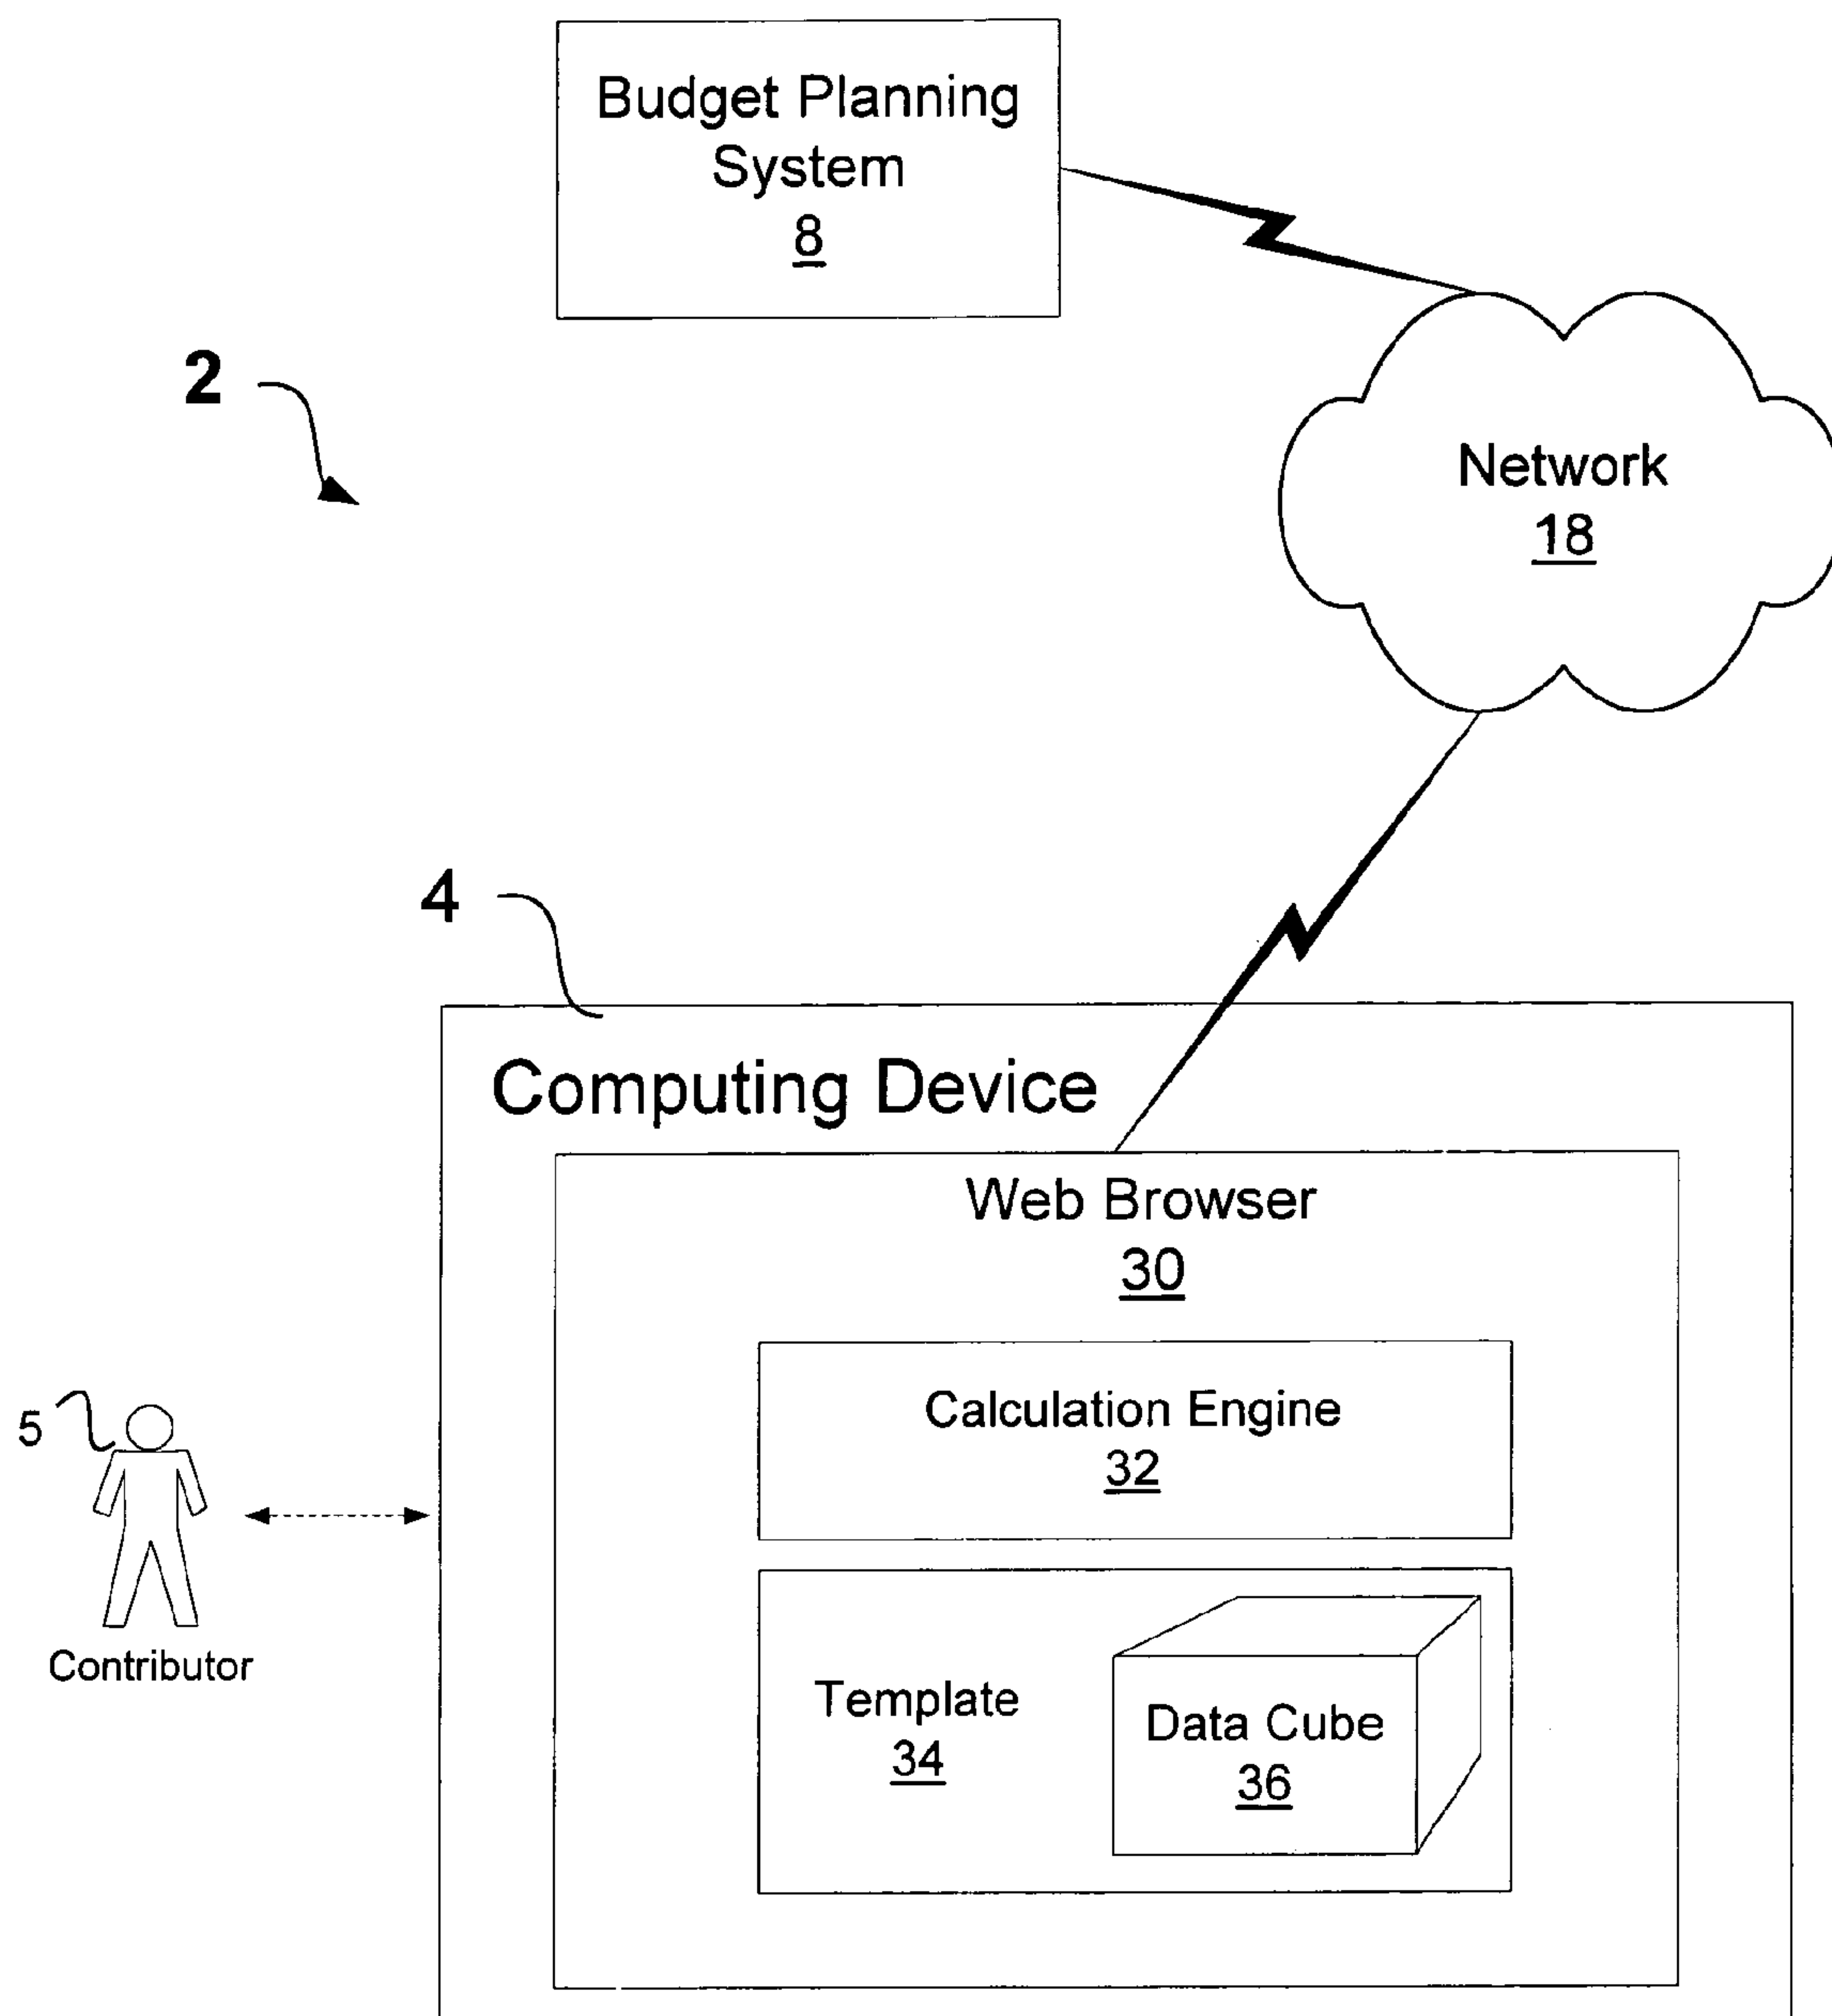 Budget Planning
System
8
2
Network
18
4
Computing Device
Web Browser
30
Calculation Engine
32
5
Contributor
Template
34
Data Cube
36